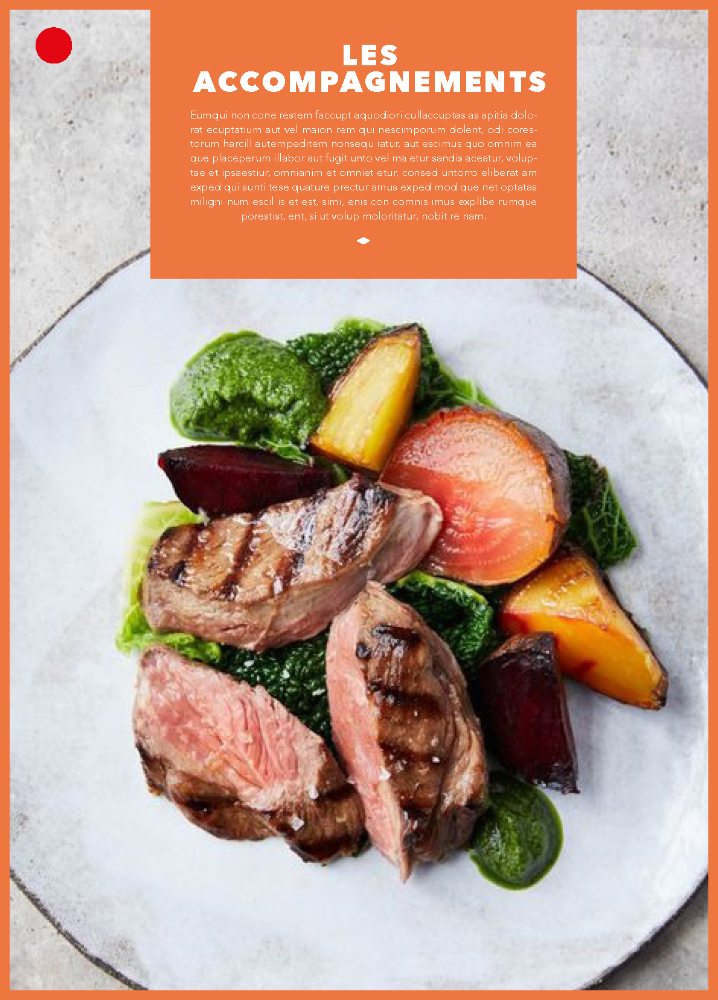 LES
ACCOMPAGNEMENTS
Eumqui non cone restem faccupt aquodiori cullaccuptas as apitia dolo-
rat ecuptatium aut vel maion rem qui nescimporum dolent, odi cores-
torum harcill autempeditem nonsequ iatur, aut escimus quo omnim ea
que placeperum illabor aut fugit unto vel ma etur sandis aceatur, volup-
tae et ipsaestiur, omnianim et omniet etur, consed untorro eliberat am
exped qui sunti tese quature prectur amus exped mod que net optatas
miligni num escil is et est, simi, enis con comnis imus explibe rumque
porestist, ent, si ut volup moloritatur, nobit re nam.